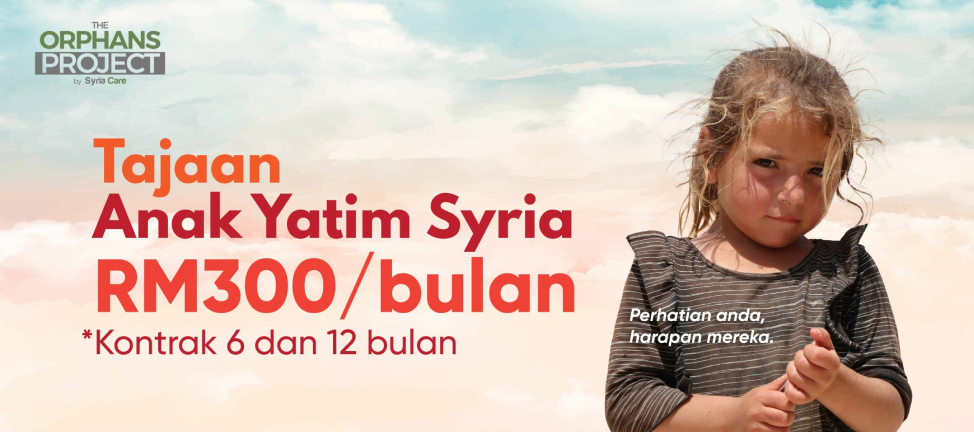 THE
ORPHANS
PROJECT
by Syria Care
Tajaan
Anak Yatim Syria
RM300/bulan
*Kontrak 6 dan 12 bulan
Perhatian anda,
harapan mereka.